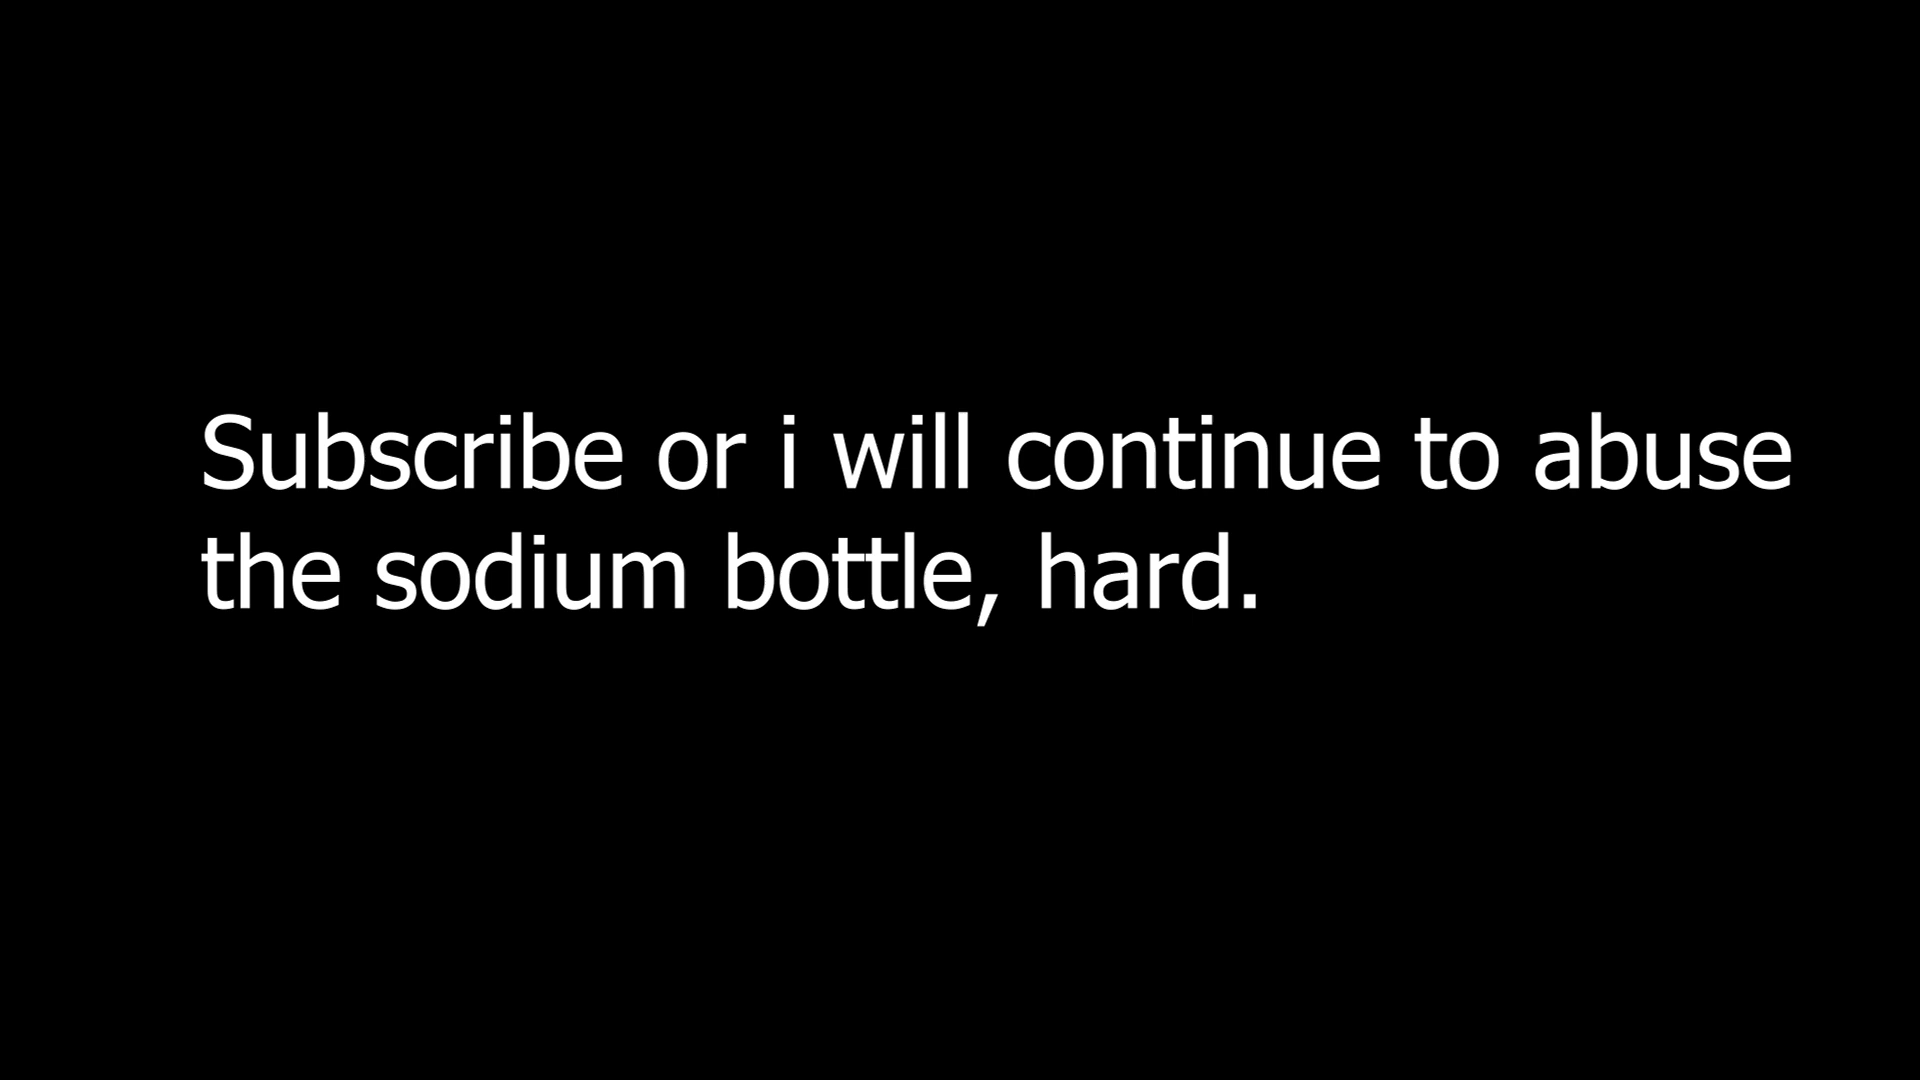 Subscribe or i will continue to abuse
the sodium bottle, hard.